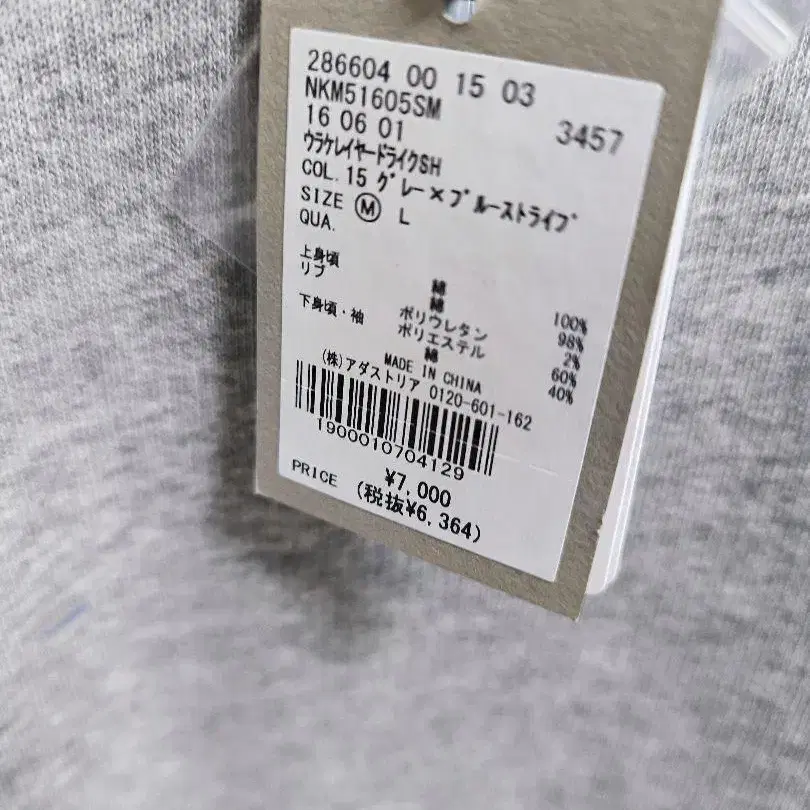 286604 00 15 03
NKM51605SM 3457
16 06 01
ウラケレイヤードライクSH
COL.15 グレー×ブルーストライプ
SIZE Ⓜ L
QUA.
上身頃 綿 100%
リブ 綿 98%
ポリウレタン 2%
下身頃・袖 ポリエステル 60%
綿 40%
MADE IN CHINA
(株)アダストリア 0120-601-162
1900010704129
PRICE ¥7,000
(税抜¥6,364)